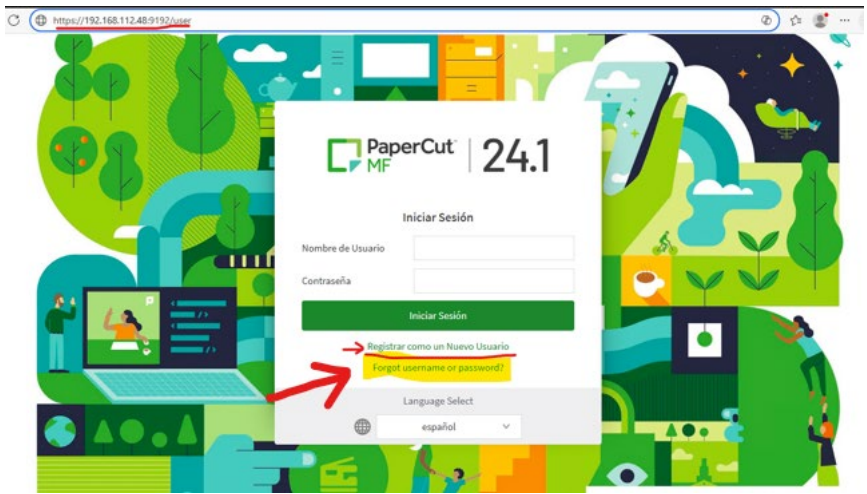 https://192.168.112.48:9192/user
PaperCut MF | 24.1
Iniciar Sesión
Nombre de Usuario
Contraseña
Iniciar Sesión
Registrar como un Nuevo Usuario
Forgot username or password?
Language Select
español